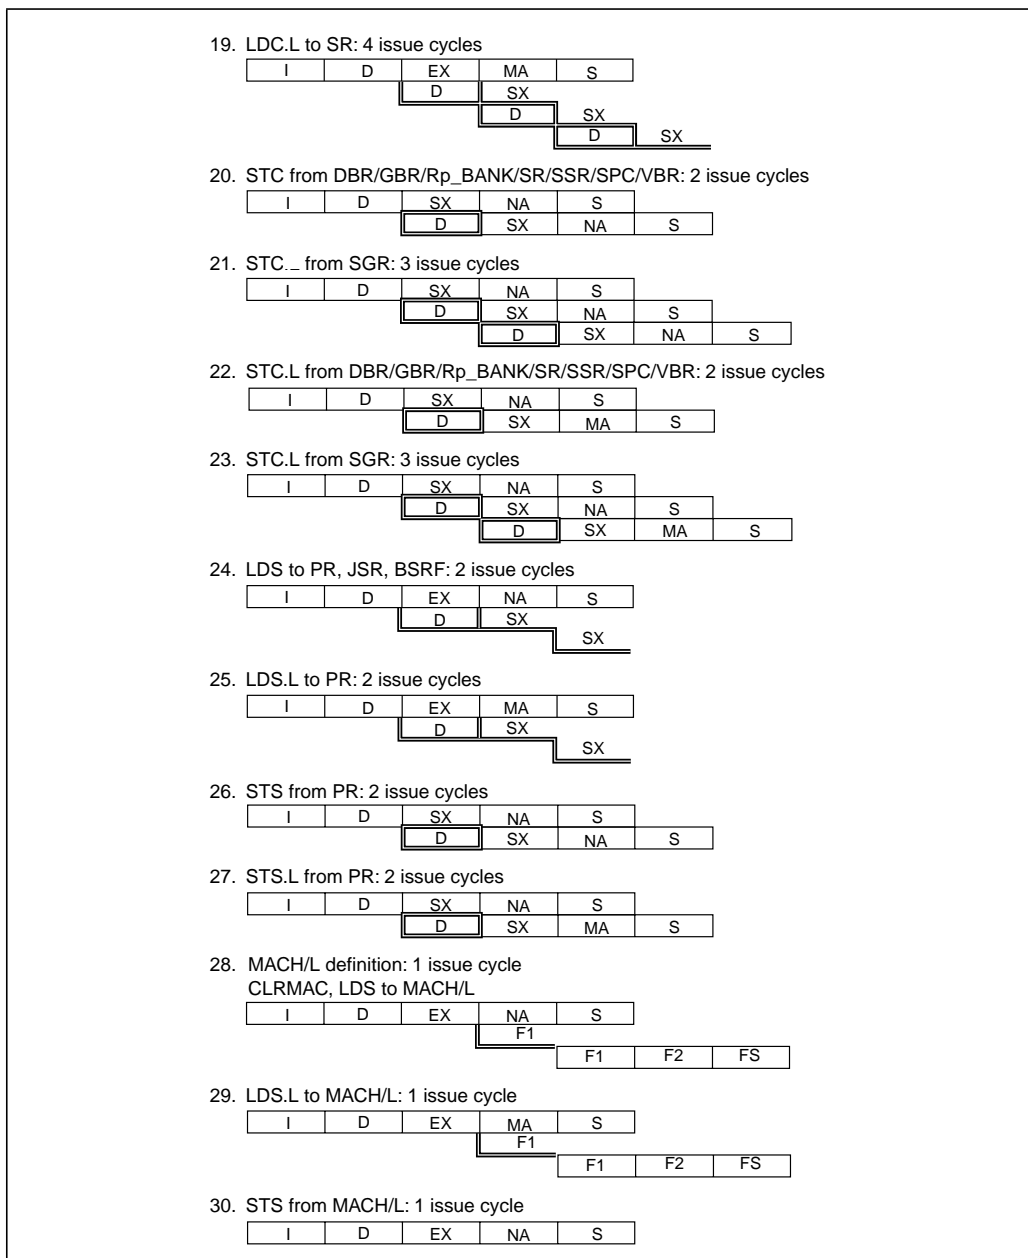 19. LDC.L to SR: 4 issue cycles
I D EX MA S
D SX
D SX
D SX
20. STC from DBR/GBR/Rp_BANK/SR/SSR/SPC/VBR: 2 issue cycles
I D SX NA S
D SX NA S
21. STC._ from SGR: 3 issue cycles
I D SX NA S
D SX NA S
D SX NA S
22. STC.L from DBR/GBR/Rp_BANK/SR/SSR/SPC/VBR: 2 issue cycles
I D SX NA S
D SX MA S
23. STC.L from SGR: 3 issue cycles
I D SX NA S
D SX NA S
D SX MA S
24. LDS to PR, JSR, BSRF: 2 issue cycles
I D EX NA S
D SX
SX
25. LDS.L to PR: 2 issue cycles
I D EX MA S
D SX
SX
26. STS from PR: 2 issue cycles
I D SX NA S
D SX NA S
27. STS.L from PR: 2 issue cycles
I D SX NA S
D SX MA S
28. MACH/L definition: 1 issue cycle
CLRMAC, LDS to MACH/L
I D EX NA S
F1
F1 F2 FS
29. LDS.L to MACH/L: 1 issue cycle
I D EX MA S
F1
F1 F2 FS
30. STS from MACH/L: 1 issue cycle
I D EX NA S